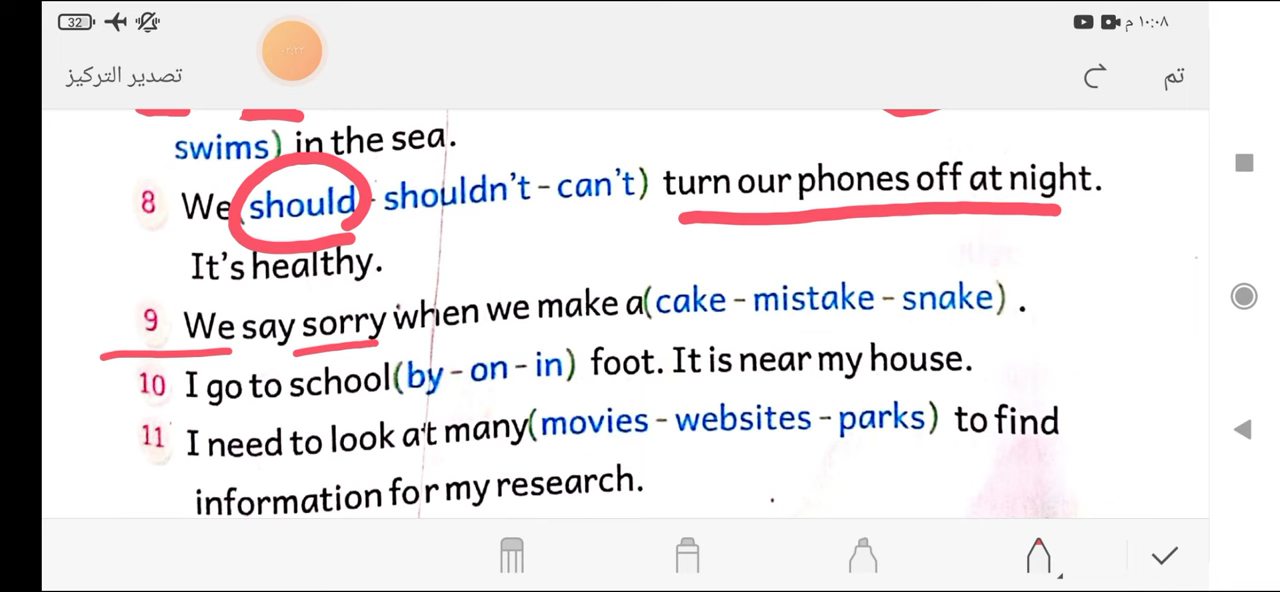 32
م ١٠:٠٨
تصدير التركيز
تم
swims) in the sea.
8 We (should - shouldn't - can't) turn our phones off at night.
It's healthy.
9 We say sorry when we make a (cake - mistake - snake) .
10 I go to school (by - on - in) foot. It is near my house.
11 I need to look at many (movies - websites - parks) to find
information for my research.